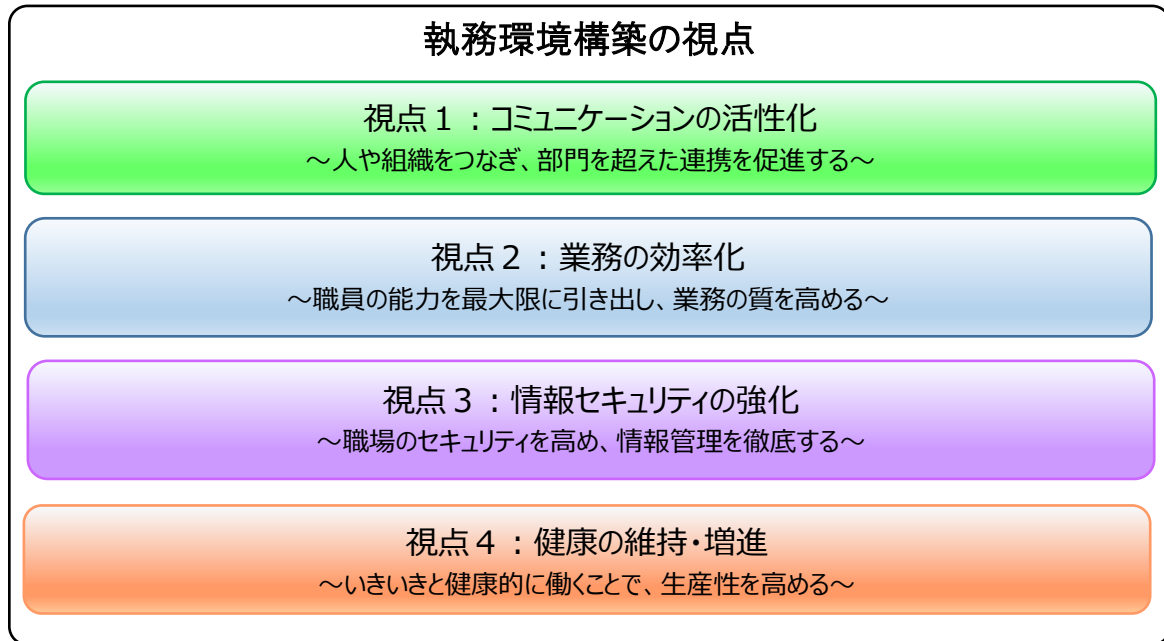 執務環境構築の視点
視点１：コミュニケーションの活性化
～人や組織をつなぎ、部門を超えた連携を促進する～
視点２：業務の効率化
～職員の能力を最大限に引き出し、業務の質を高める～
視点３：情報セキュリティの強化
～職場のセキュリティを高め、情報管理を徹底する～
視点４：健康の維持・増進
～いきいきと健康的に働くことで、生産性を高める～